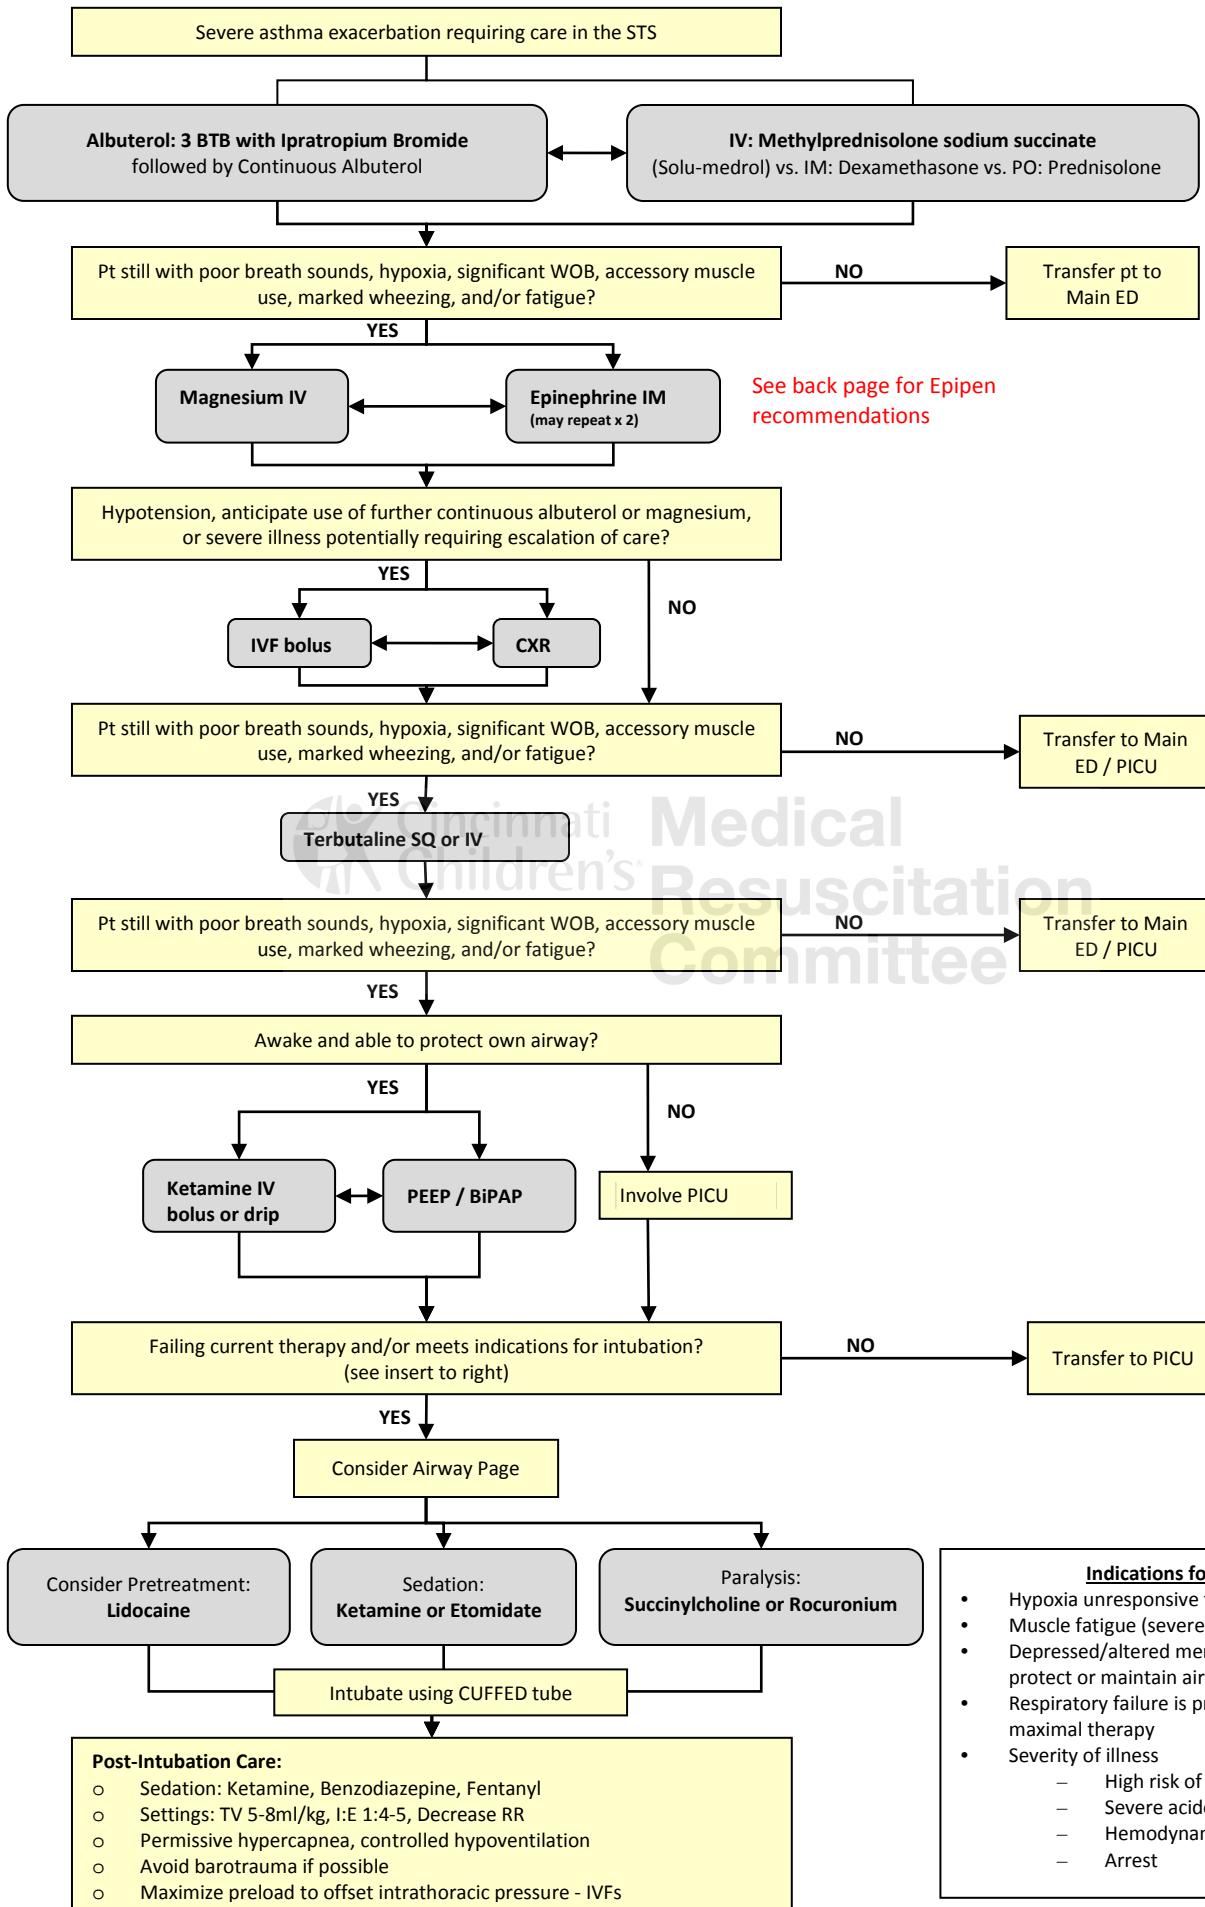 Severe asthma exacerbation requiring care in the STS
Albuterol: 3 BTB with Ipratropium Bromide
followed by Continuous Albuterol
IV: Methylprednisolone sodium succinate
(Solu-medrol) vs. IM: Dexamethasone vs. PO: Prednisolone
Pt still with poor breath sounds, hypoxia, significant WOB, accessory muscle
use, marked wheezing, and/or fatigue?
NO
Transfer pt to
Main ED
YES
Magnesium IV
Epinephrine IM
(may repeat x 2)
See back page for Epipen
recommendations
Hypotension, anticipate use of further continuous albuterol or magnesium,
or severe illness potentially requiring escalation of care?
YES
NO
IVF bolus
CXR
Pt still with poor breath sounds, hypoxia, significant WOB, accessory muscle
use, marked wheezing, and/or fatigue?
NO
Transfer to Main
ED / PICU
YES
Terbutaline SQ or IV
Cincinnati
Children's
Medical
Resuscitation
Committee
Pt still with poor breath sounds, hypoxia, significant WOB, accessory muscle
use, marked wheezing, and/or fatigue?
NO
Transfer to Main
ED / PICU
YES
Awake and able to protect own airway?
YES
NO
Ketamine IV
bolus or drip
PEEP / BiPAP
Involve PICU
Failing current therapy and/or meets indications for intubation?
(see insert to right)
NO
Transfer to PICU
YES
Consider Airway Page
Consider Pretreatment:
Lidocaine
Sedation:
Ketamine or Etomidate
Paralysis:
Succinylcholine or Rocuronium
Intubate using CUFFED tube
Post-Intubation Care:
o Sedation: Ketamine, Benzodiazepine, Fentanyl
o Settings: TV 5-8ml/kg, I:E 1:4-5, Decrease RR
o Permissive hypercapnea, controlled hypoventilation
o Avoid barotrauma if possible
o Maximize preload to offset intrathoracic pressure - IVFs
Indications
• Hypoxia unresponsive
• Muscle fatigue (severe
• Depressed/altered
protect or maintain
• Respiratory failure is
maximal therapy
• Severity of illness
– High risk of
– Severe
–
– Arrest